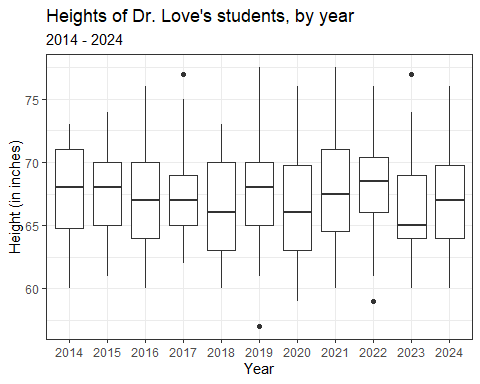 Heights of Dr. Love's students, by year
2014 - 2024
Height (in inches)
75
70
65
60
2014 2015 2016 2017 2018 2019 2020 2021 2022 2023 2024
Year